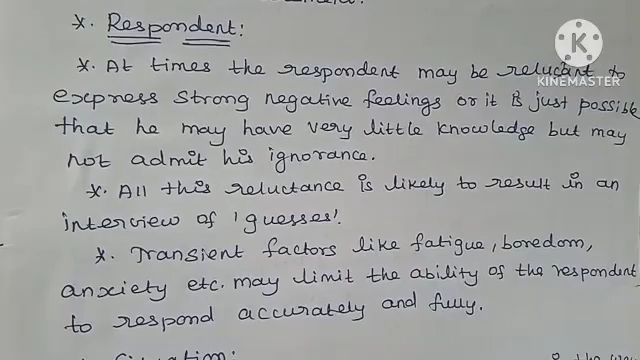 * Respondent:
* At times the respondent may be reluctant to
express strong negative feelings or it is just possible
that he may have very little knowledge but may
not admit his ignorance.
* All this reluctance is likely to result in an
interview of 'guesses'.
* Transient factors like fatigue, boredom,
anxiety etc. may limit the ability of the respondent
to respond accurately and fully.
K
KINEMASTER